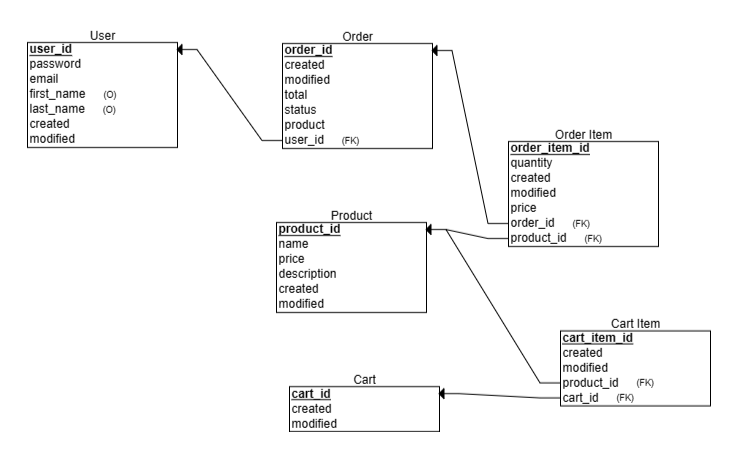 User
user_id
password
email
first_name (O)
last_name (O)
created
modified
Order
order_id
created
modified
total
status
product
user_id (FK)
Order Item
order_item_id
quantity
created
modified
price
order_id (FK)
product_id (FK)
Product
product_id
name
price
description
created
modified
Cart Item
cart_item_id
created
modified
product_id (FK)
cart_id (FK)
Cart
cart_id
created
modified